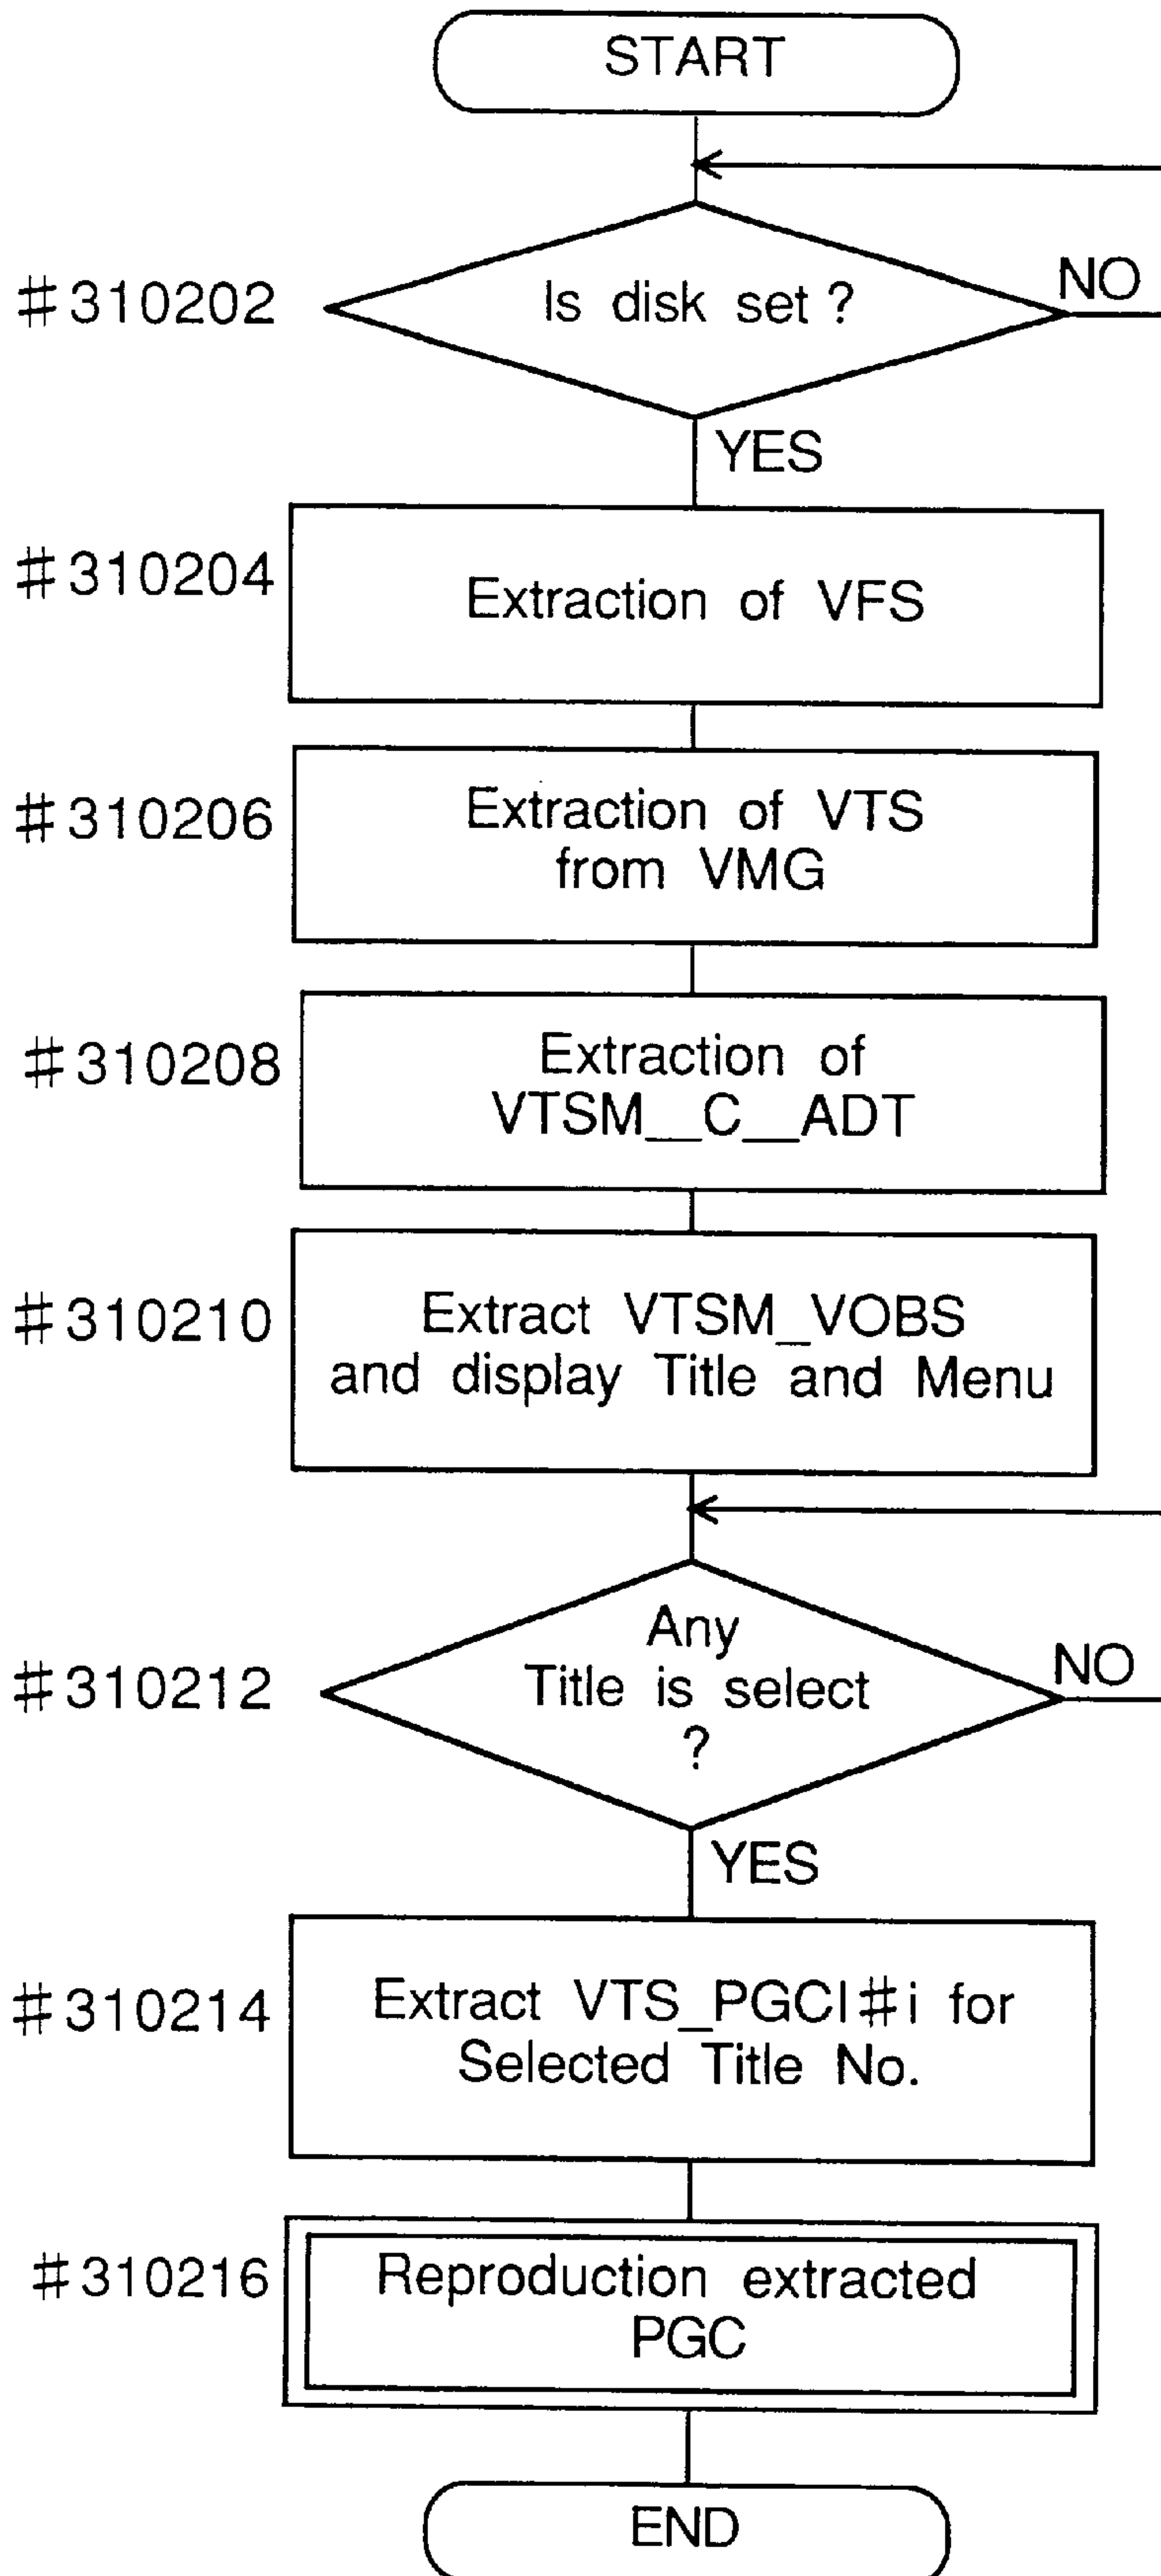 START
#310202
Is disk set ?
NO
YES
#310204
Extraction of VFS
#310206
Extraction of VTS
from VMG
#310208
Extraction of
VTSM__C__ADT
#310210
Extract VTSM_VOBS
and display Title and Menu
#310212
Any
Title is select
?
NO
YES
#310214
Extract VTS_PGCI#i for
Selected Title No.
#310216
Reproduction extracted
PGC
END